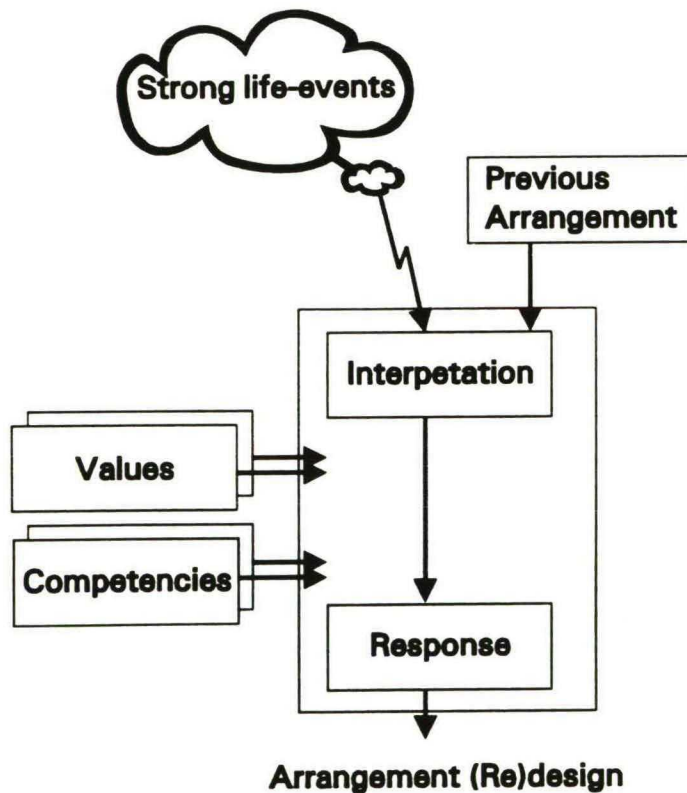 Strong life-events
Previous
Arrangement
Interpetation
Values
Competencies
Response
Arrangement (Re)design